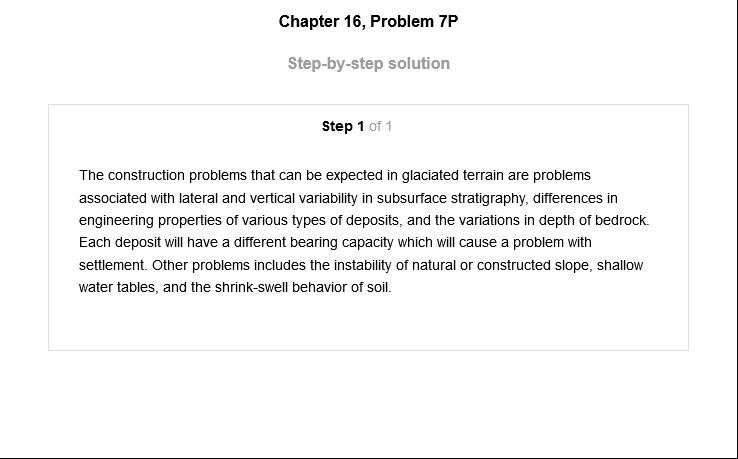 Chapter 16, Problem 7P
Step-by-step solution
Step 1 of 1
The construction problems that can be expected in glaciated terrain are problems
associated with lateral and vertical variability in subsurface stratigraphy, differences in
engineering properties of various types of deposits, and the variations in depth of bedrock.
Each deposit will have a different bearing capacity which will cause a problem with
settlement. Other problems includes the instability of natural or constructed slope, shallow
water tables, and the shrink-swell behavior of soil.